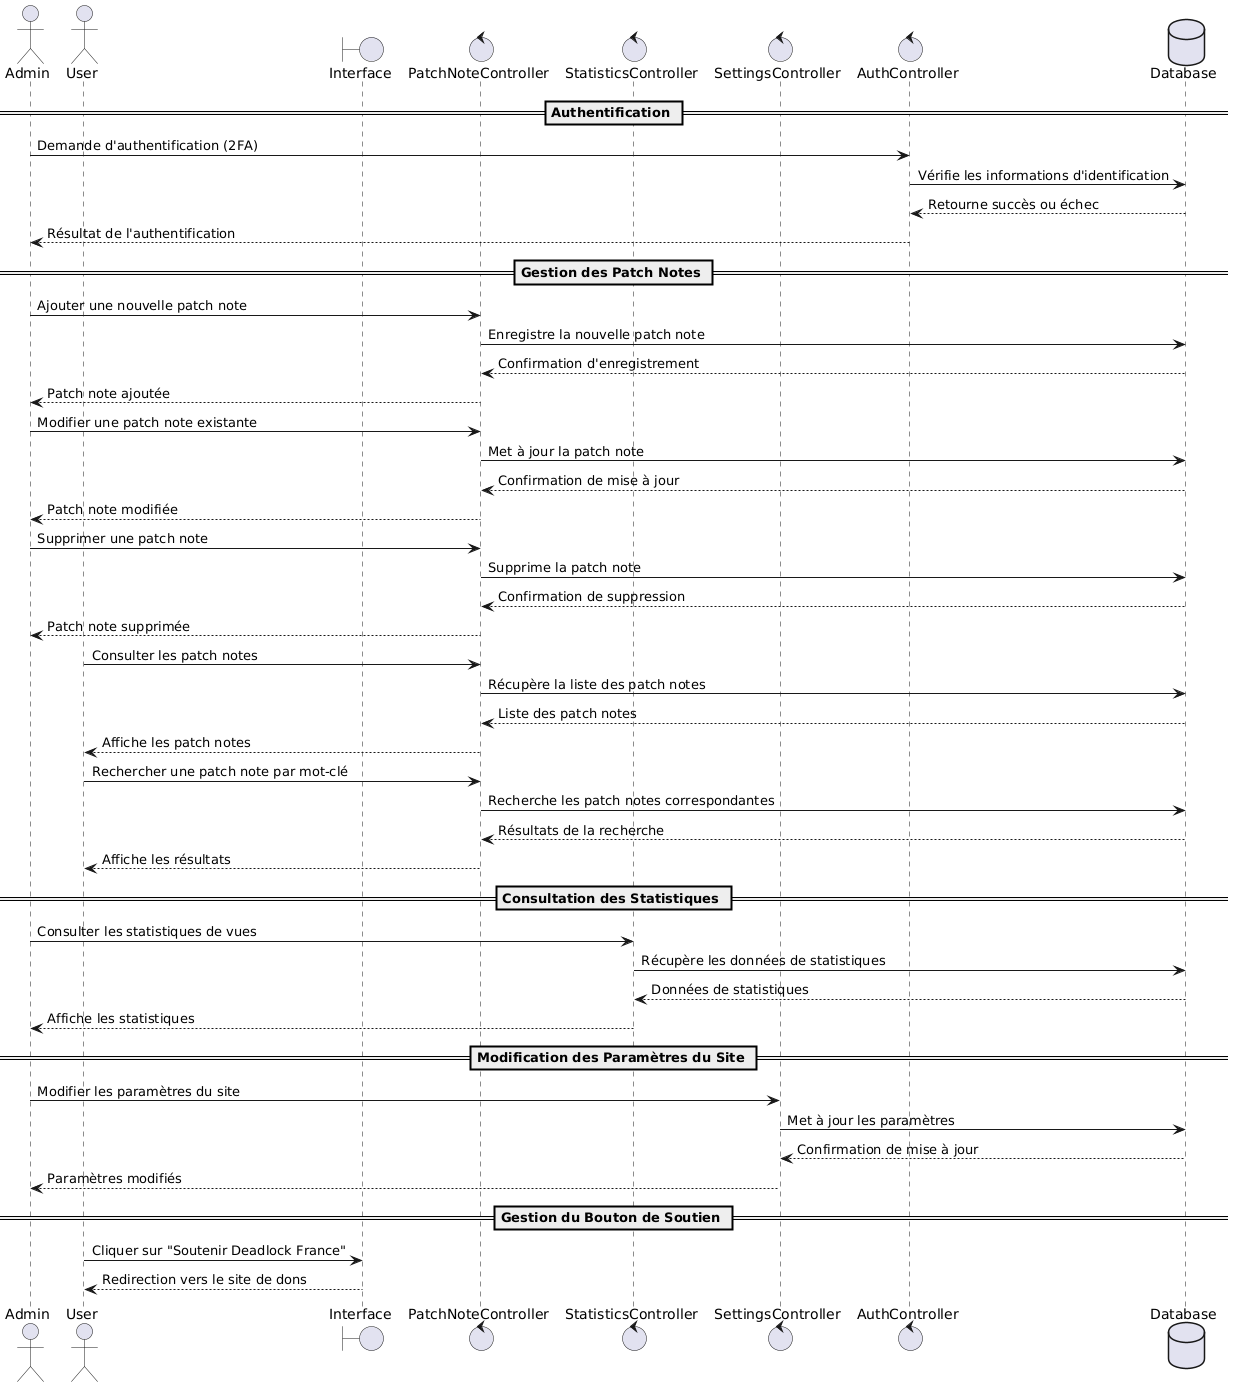 Admin
User
Interface
PatchNoteController
StatisticsController
SettingsController
AuthController
Database
Authentification
Demande d'authentification (2FA)
Vérifie les informations d'identification
Retourne succès ou échec
Résultat de l'authentification
Gestion des Patch Notes
Ajouter une nouvelle patch note
Enregistre la nouvelle patch note
Confirmation d'enregistrement
Patch note ajoutée
Modifier une patch note existante
Met à jour la patch note
Confirmation de mise à jour
Patch note modifiée
Supprimer une patch note
Supprime la patch note
Confirmation de suppression
Patch note supprimée
Consulter les patch notes
Récupère la liste des patch notes
Liste des patch notes
Affiche les patch notes
Rechercher une patch note par mot-clé
Recherche les patch notes correspondantes
Résultats de la recherche
Affiche les résultats
Consultation des Statistiques
Consulter les statistiques de vues
Récupère les données de statistiques
Données de statistiques
Affiche les statistiques
Modification des Paramètres du Site
Modifier les paramètres du site
Met à jour les paramètres
Confirmation de mise à jour
Paramètres modifiés
Gestion du Bouton de Soutien
Cliquer sur "Soutenir Deadlock France"
Redirection vers le site de dons
Admin
User
Interface
PatchNoteController
StatisticsController
SettingsController
AuthController
Database